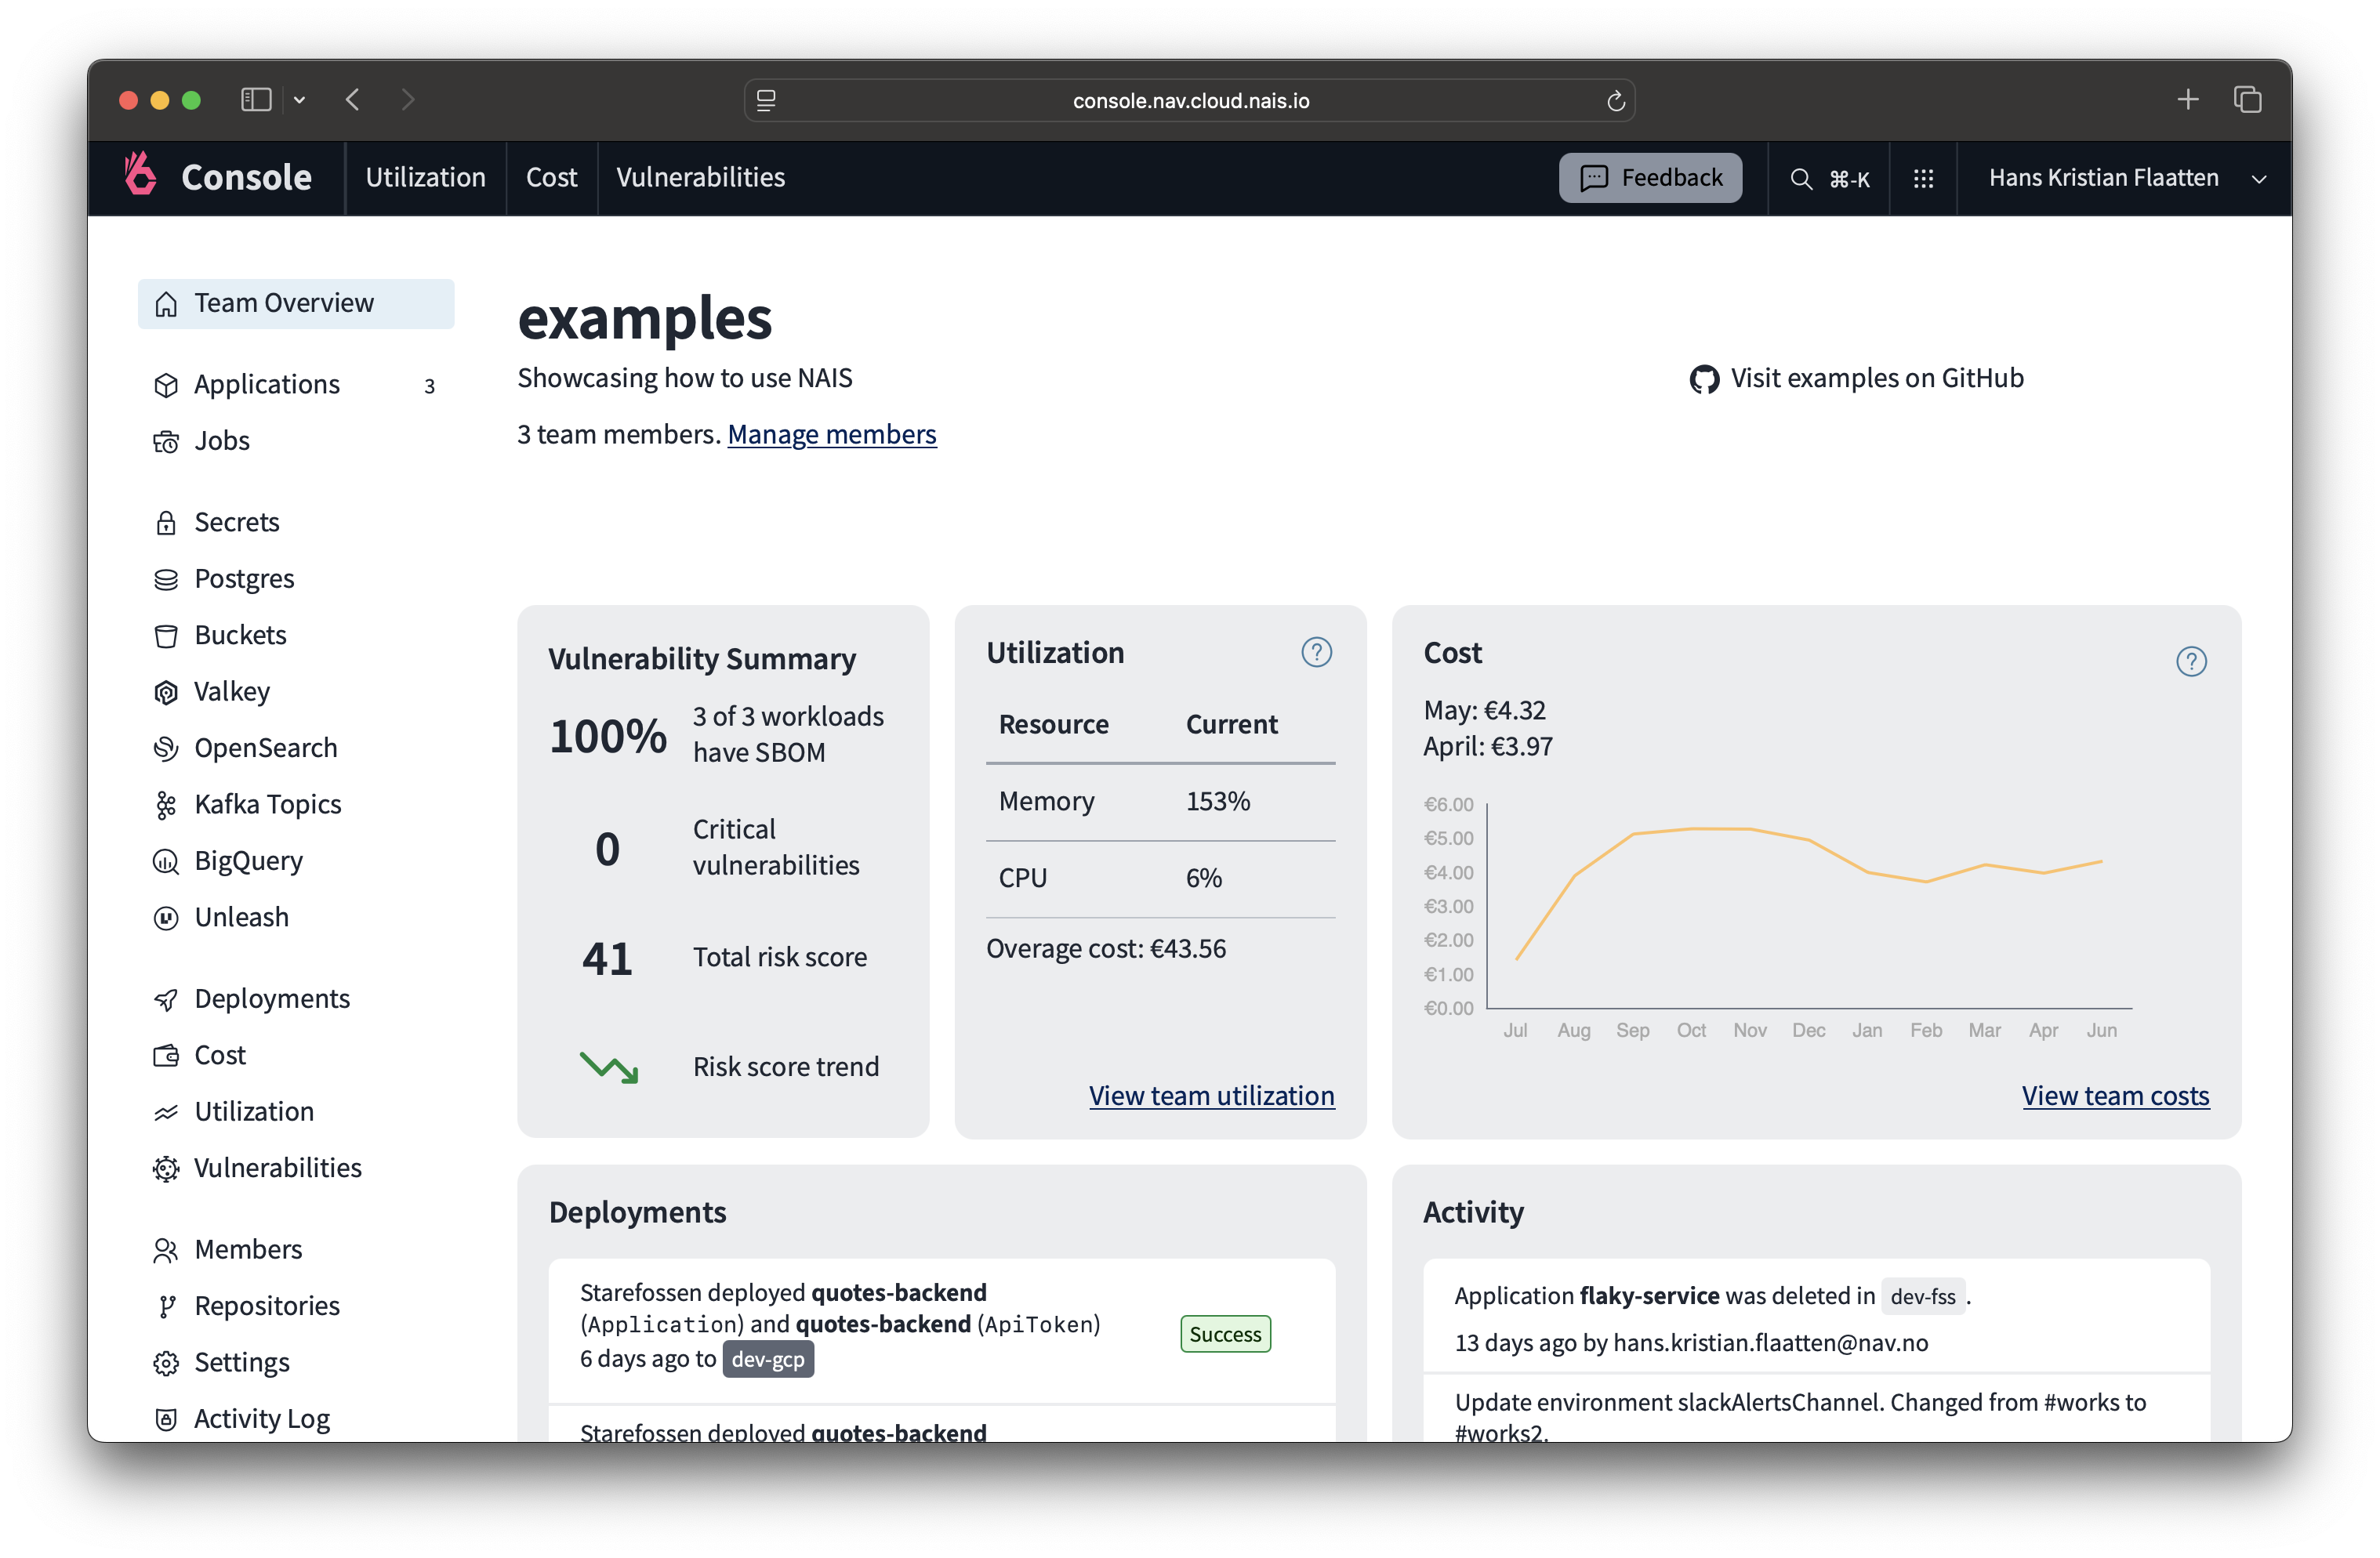 console.nav.cloud.nais.io
Console
Utilization
Cost
Vulnerabilities
Feedback
⌘-K
Hans Kristian Flaatten
Team Overview
Applications 3
Jobs
Secrets
Postgres
Buckets
Valkey
OpenSearch
Kafka Topics
BigQuery
Unleash
Deployments
Cost
Utilization
Vulnerabilities
Members
Repositories
Settings
Activity Log
examples
Showcasing how to use NAIS
3 team members. Manage members
Visit examples on GitHub
Vulnerability Summary
100%
3 of 3 workloads
have SBOM
0
Critical
vulnerabilities
41
Total risk score
Risk score trend
Utilization
?
Resource Current
Memory 153%
CPU 6%
Overage cost: €43.56
View team utilization
Cost
?
May: €4.32
April: €3.97
€6.00
€5.00
€4.00
€3.00
€2.00
€1.00
€0.00
Jul Aug Sep Oct Nov Dec Jan Feb Mar Apr Jun
View team costs
Deployments
Starefossen deployed quotes-backend
(Application) and quotes-backend (ApiToken)
6 days ago to dev-gcp
Success
Starefossen deployed quotes-backend
Activity
Application flaky-service was deleted in dev-fss.
13 days ago by hans.kristian.flaatten@nav.no
Update environment slackAlertsChannel. Changed from #works to
#works2.